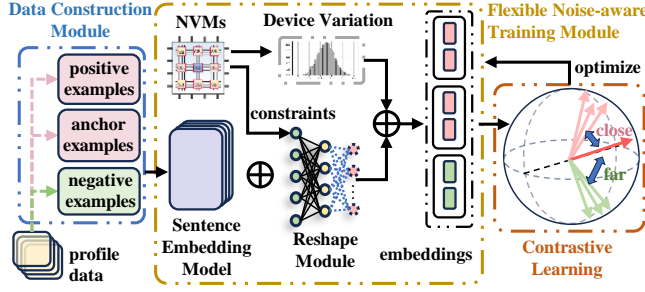 Data Construction
Module
positive
examples
anchor
examples
negative
examples
profile
data
NVMs
Device Variation
constraints
Sentence
Embedding
Model
Reshape
Module
embeddings
Flexible Noise-aware
Training Module
optimize
close
far
Contrastive
Learning